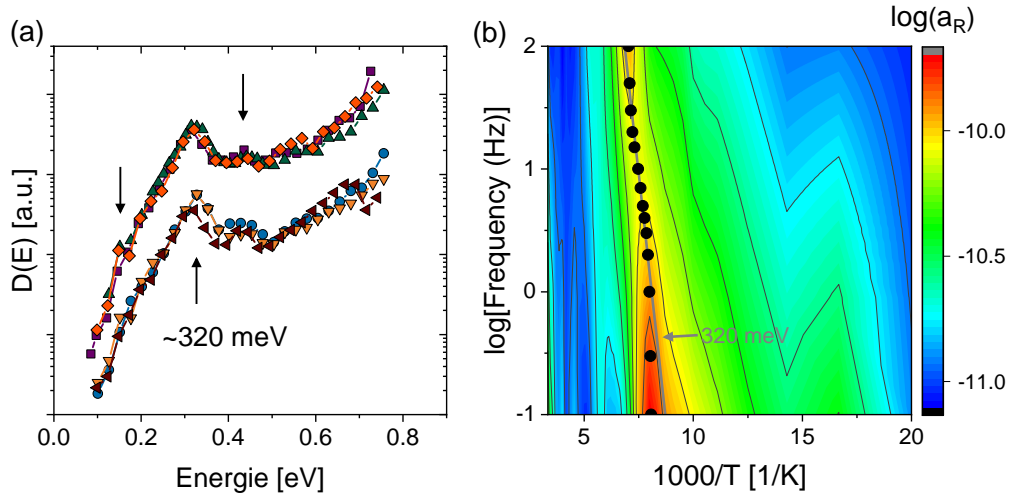 (a)
D(E) [a.u.]
~320 meV
0.0 0.2 0.4 0.6 0.8
Energie [eV]
(b)
log[Frequency (Hz)]
2
1
0
-1
320 meV
5 10 15 20
1000/T [1/K]
log(a_R)
-10.0
-10.5
-11.0